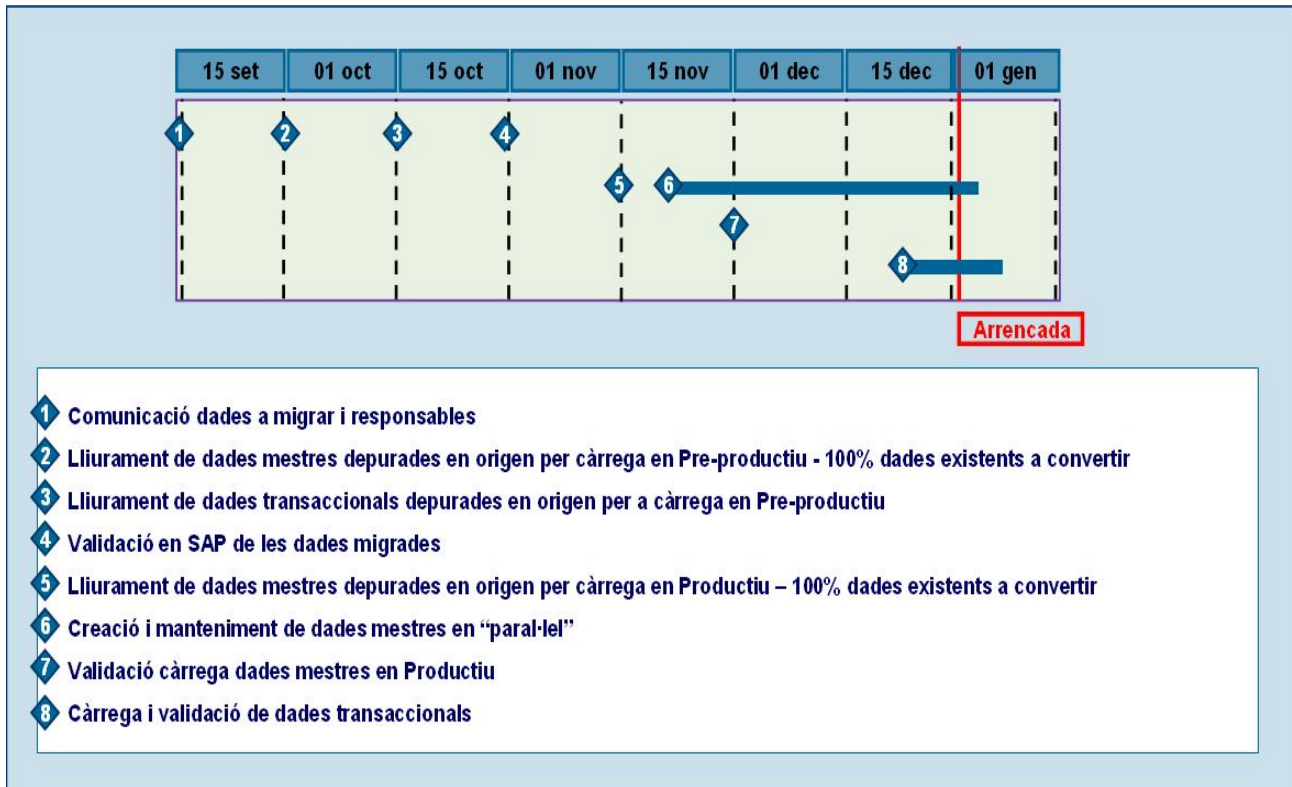 15 set 01 oct 15 oct 01 nov 15 nov 01 dec 15 dec 01 gen
1 2 3 4
5 6
7
8
Arrencada
1 Comunicació dades a migrar i responsables
2 Lliurament de dades mestres depurades en origen per càrrega en Pre-productiu - 100% dades existents a convertir
3 Lliurament de dades transaccionals depurades en origen per a càrrega en Pre-productiu
4 Validació en SAP de les dades migrades
5 Lliurament de dades mestres depurades en origen per càrrega en Productiu – 100% dades existents a convertir
6 Creació i manteniment de dades mestres en “paral·lel”
7 Validació càrrega dades mestres en Productiu
8 Càrrega i validació de dades transaccionals